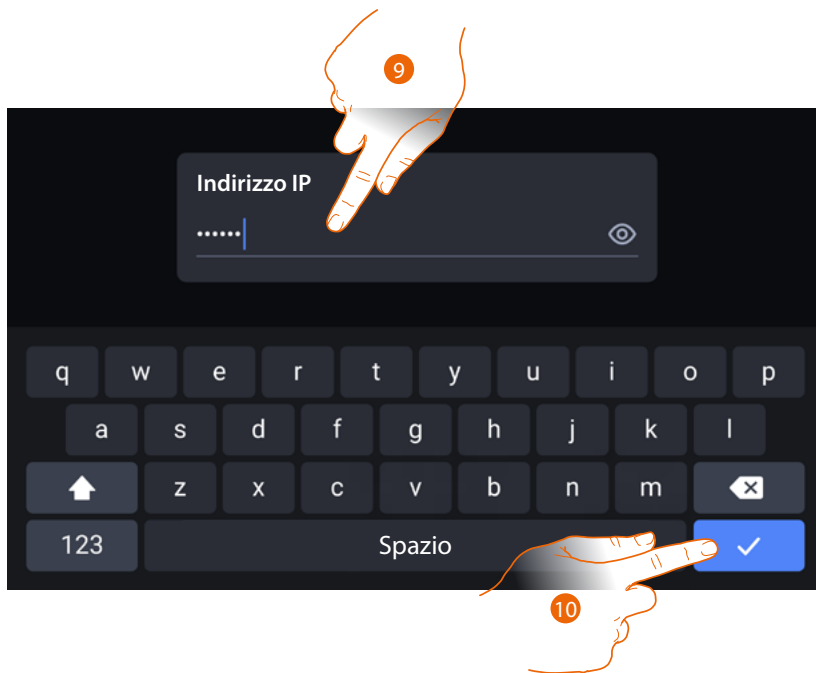 9
Indirizzo IP
••••••
q w e r t y u i o p
a s d f g h j k l
z x c v b n m
123 Spazio
10